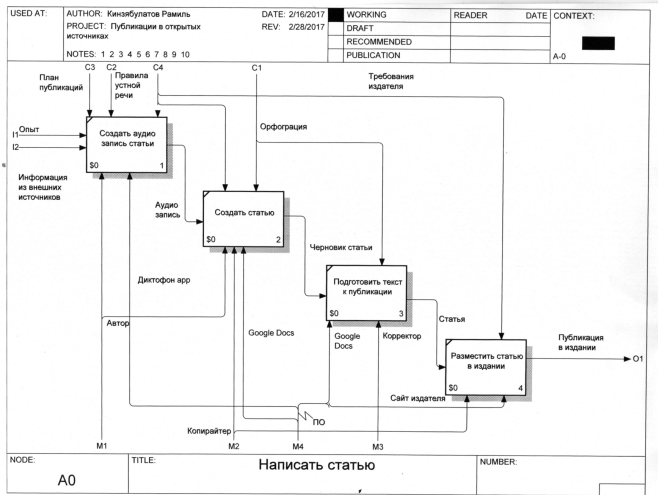 USED AT:
AUTHOR: Кинзябулатов Рамиль
DATE: 2/16/2017
PROJECT: Публикации в открытых
источниках
REV: 2/28/2017
NOTES: 1 2 3 4 5 6 7 8 9 10
WORKING
DRAFT
RECOMMENDED
PUBLICATION
READER
DATE
CONTEXT:
A-0
C3
C2
C4
C1
План
публикаций
Правила
устной
речи
Требования
издателя
I1
Опыт
I2
Создать аудио
запись статьи
$0
1
Орфограция
Информация
из внешних
источников
Аудио
запись
Создать статью
$0
2
Черновик статьи
Диктофон app
Подготовить текст
к публикации
$0
3
Автор
Google Docs
Google
Docs
Корректор
Статья
Публикация
в издании
O1
Разместить статью
в издании
$0
4
Сайт издателя
ПО
Копирайтер
M1
M2
M4
M3
NODE:
A0
TITLE:
Написать статью
NUMBER: